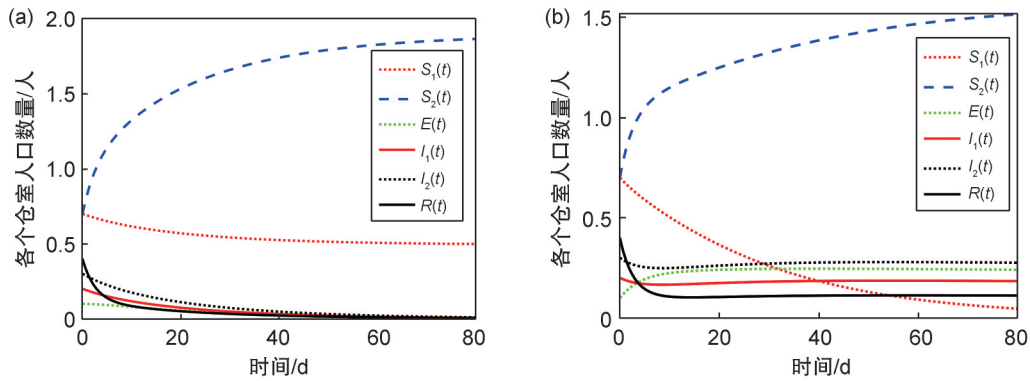 (a)
2.0
1.5
1.0
0.5
0
各个仓室人口数量/人
S₁(t)
S₂(t)
E(t)
I₁(t)
I₂(t)
R(t)
0 20 40 60 80
时间/d
(b)
1.5
1.0
0.5
0
各个仓室人口数量/人
S₁(t)
S₂(t)
E(t)
I₁(t)
I₂(t)
R(t)
0 20 40 60 80
时间/d